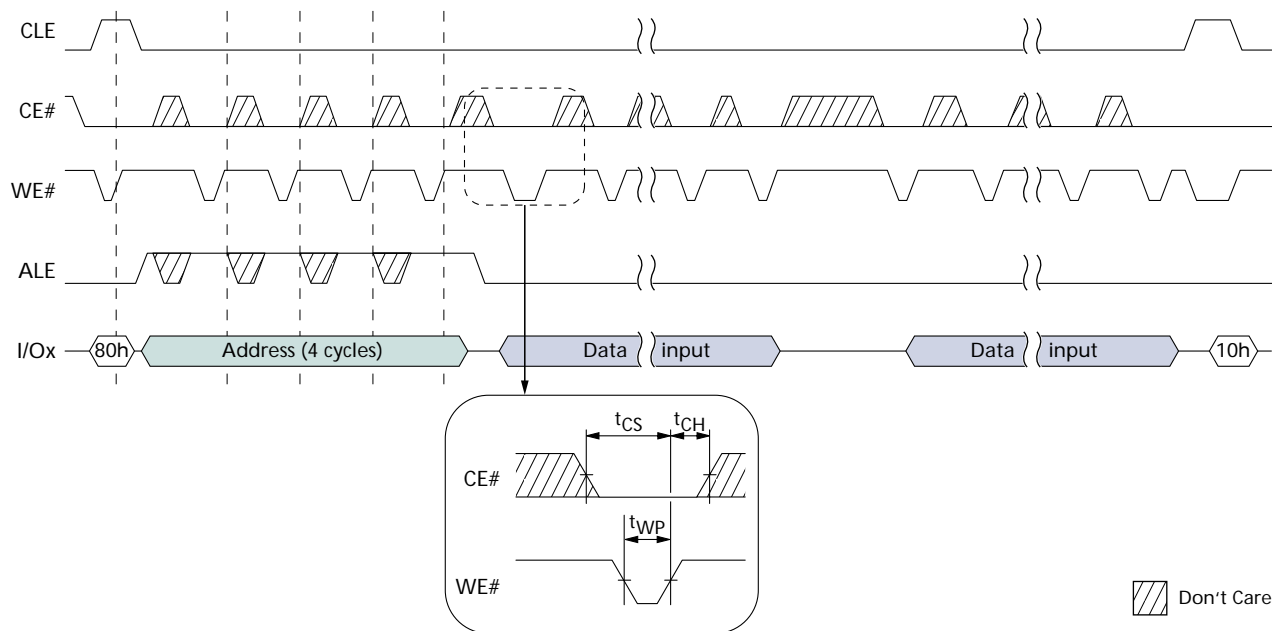 CLE
CE#
WE#
ALE
I/Ox
80h
Address (4 cycles)
Data input
Data input
10h
tCS
tCH
CE#
tWP
WE#
Don't Care